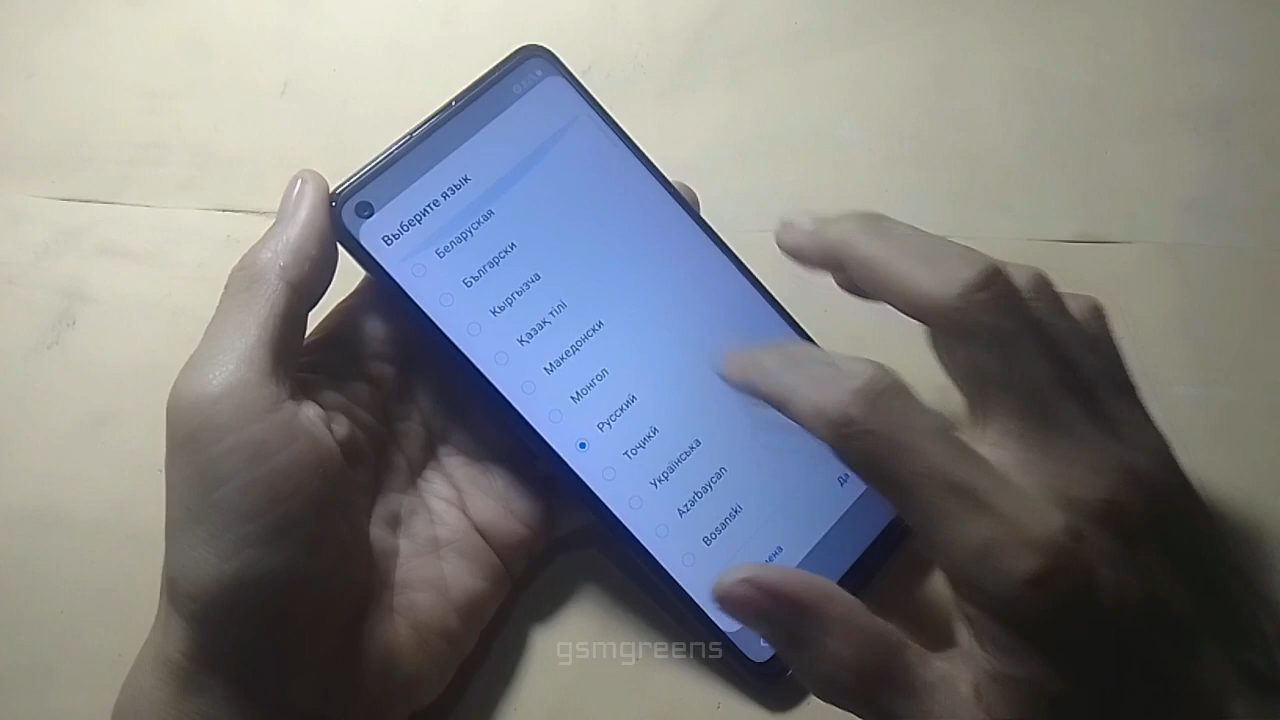 Выберите язык
Беларуская
Български
Кыргызча
Қазақ тілі
Македонски
Монгол
Русский
Тоҷикӣ
Українська
Azərbaycan
Bosanski
Да
gsmgreens